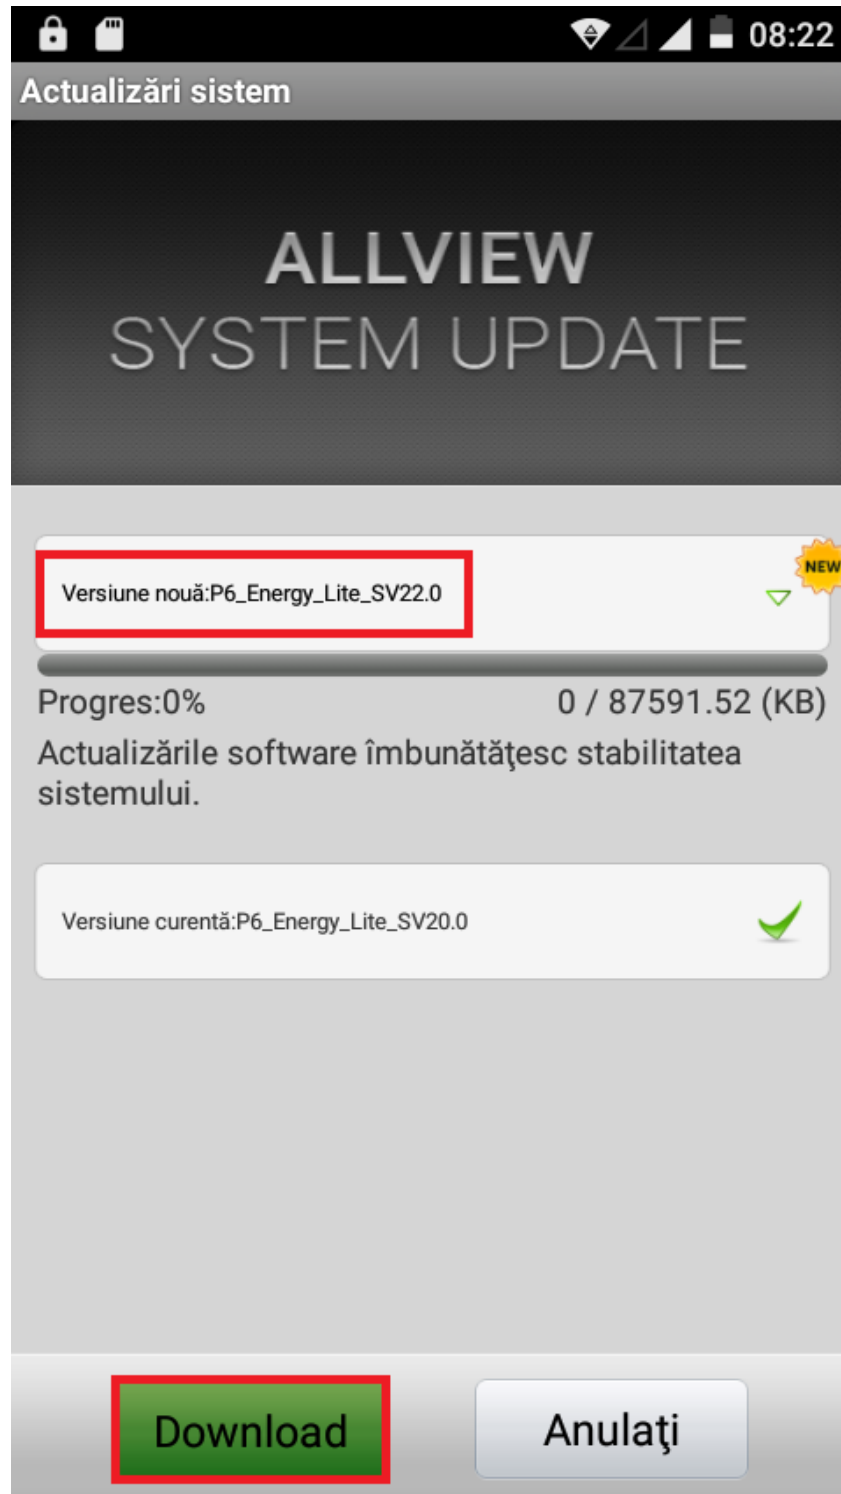 08:22
Actualizări sistem
ALLVIEW
SYSTEM UPDATE
Versiune nouă:P6_Energy_Lite_SV22.0
NEW
Progres:0% 0 / 87591.52 (KB)
Actualizările software îmbunătăţesc stabilitatea
sistemului.
Versiune curentă:P6_Energy_Lite_SV20.0
Download Anulaţi